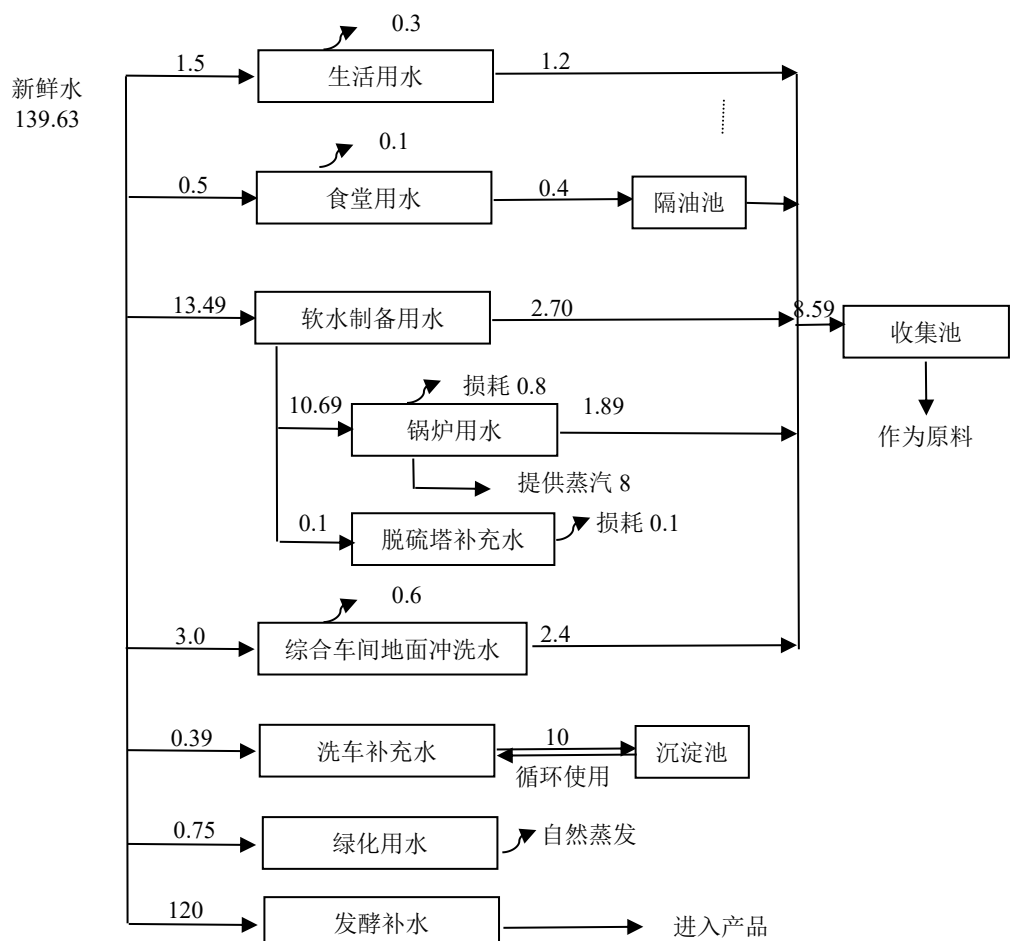 新鲜水
139.63
0.3
1.5
生活用水
1.2
0.1
0.5
食堂用水
0.4
隔油池
13.49
软水制备用水
2.70
8.59
收集池
作为原料
10.69
损耗 0.8
锅炉用水
1.89
提供蒸汽 8
0.1
脱硫塔补充水
损耗 0.1
0.6
3.0
综合车间地面冲洗水
2.4
0.39
洗车补充水
10
循环使用
沉淀池
0.75
绿化用水
自然蒸发
120
发酵补水
进入产品